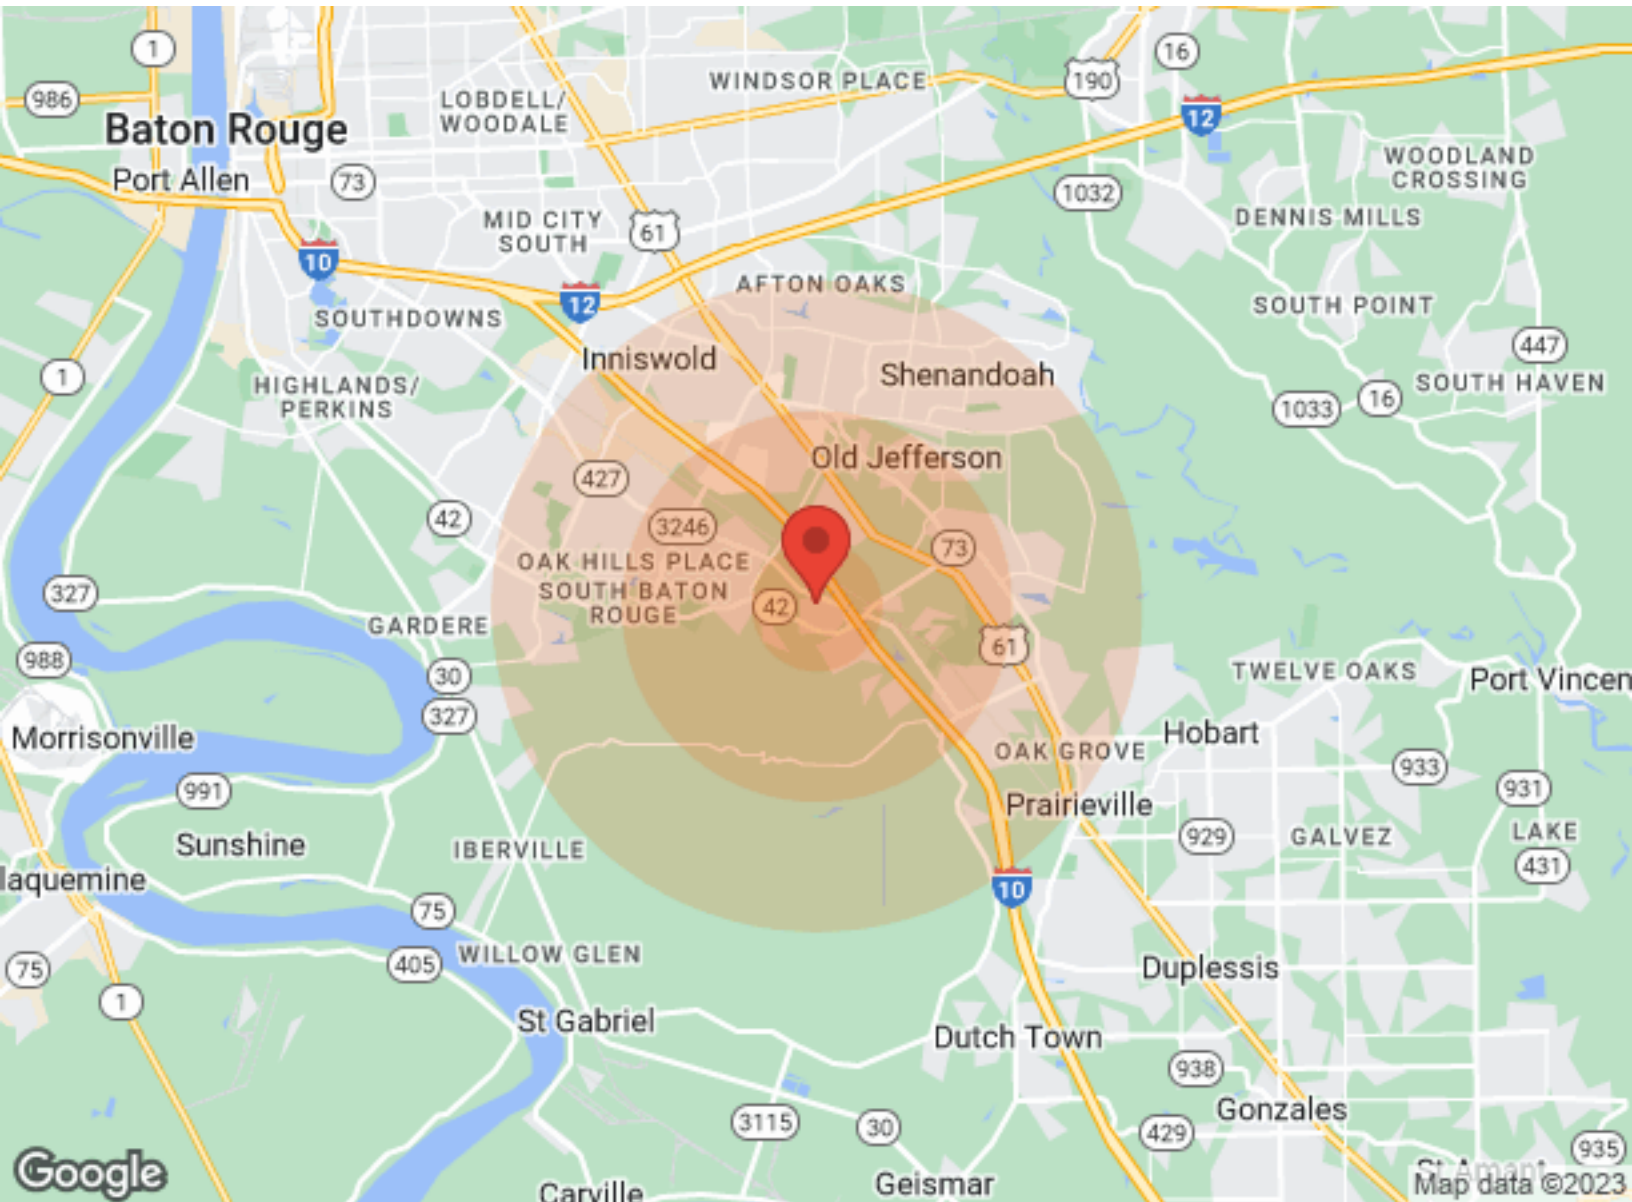 1
16
190
WINDSOR PLACE
986
LOBDELL/
WOODALE
12
Baton Rouge
WOODLAND
CROSSING
Port Allen
73
1032
MID CITY
SOUTH
61
DENNIS MILLS
10
12
AFTON OAKS
SOUTH POINT
SOUTHDOWNS
447
Inniswold
Shenandoah
1
HIGHLANDS/
PERKINS
SOUTH HAVEN
16
1033
Old Jefferson
427
42
3246
73
OAK HILLS PLACE
SOUTH BATON
ROUGE
327
42
GARDERE
61
988
30
TWELVE OAKS
Port Vincen
327
Morrisonville
Hobart
OAK GROVE
933
991
931
Prairieville
929
GALVEZ
LAKE
Sunshine
IBERVILLE
431
laquemine
10
75
WILLOW GLEN
405
75
Duplessis
1
St Gabriel
Dutch Town
938
Gonzales
3115
30
429
935
Google
St Amant
Geismar
Map data ©2023
Carville